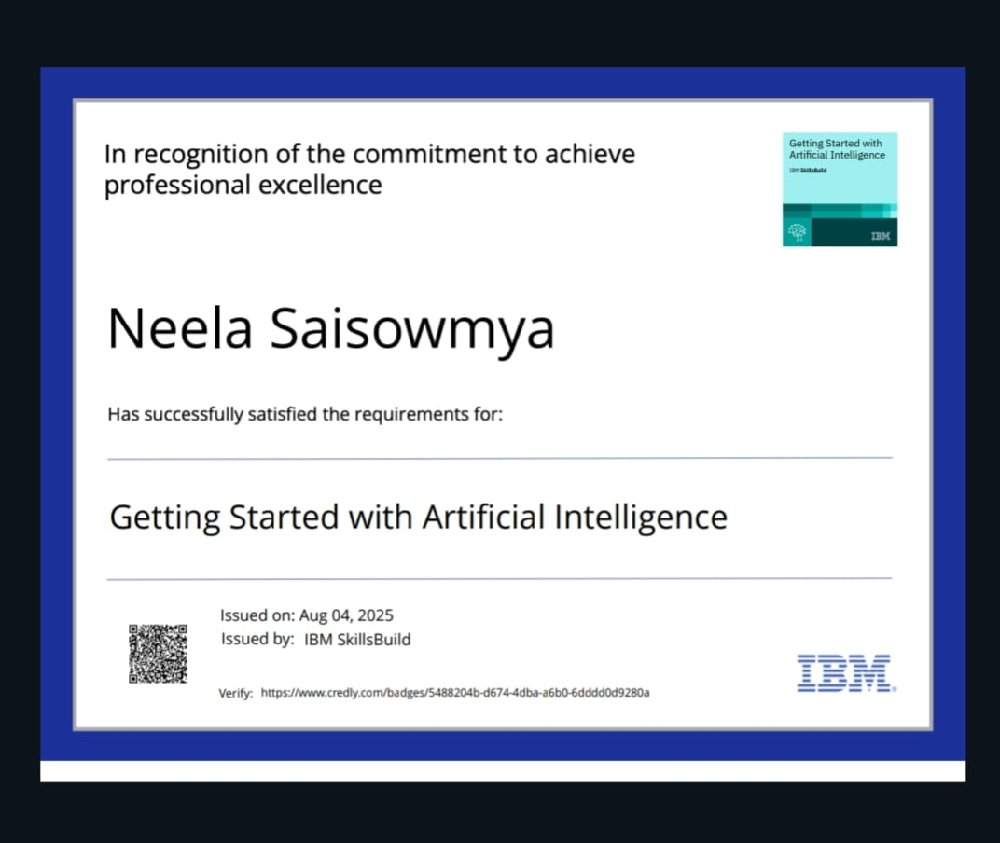 In recognition of the commitment to achieve
professional excellence
Getting Started with
Artificial Intelligence
IBM SkillsBuild
IBM
Neela Saisowmya
Has successfully satisfied the requirements for:
Getting Started with Artificial Intelligence
Issued on: Aug 04, 2025
Issued by: IBM SkillsBuild
Verify: https://www.credly.com/badges/5488204b-d674-4dba-a6b0-6dddd0d9280a
IBM®